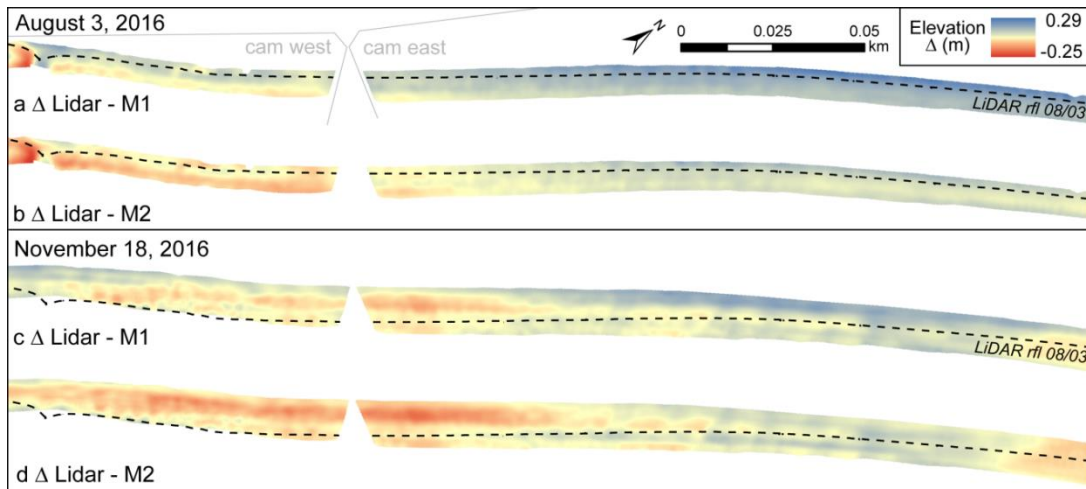 August 3, 2016
cam west
cam east
N
0 0.025 0.05
km
Elevation
Δ (m)
0.29
-0.25
a Δ Lidar - M1
LiDAR rfl 08/03
b Δ Lidar - M2
November 18, 2016
c Δ Lidar - M1
LiDAR rfl 08/03
d Δ Lidar - M2